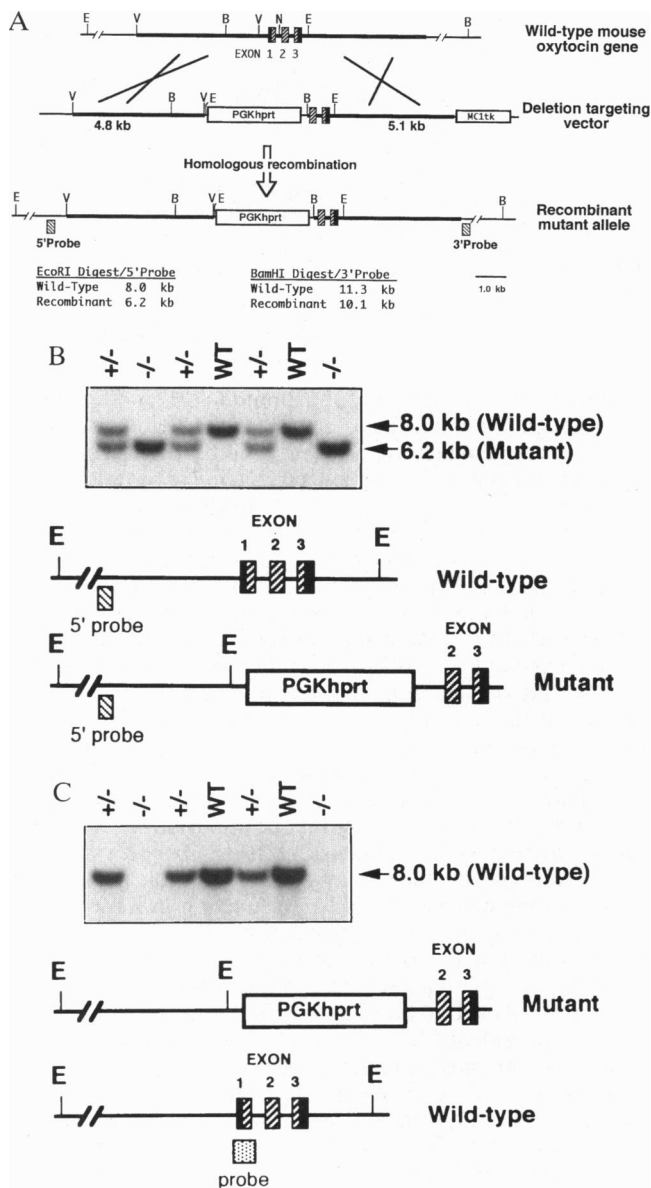 A
E V B V N E B
EXON 1 2 3
Wild-type mouse
oxytocin gene
V B V E B E
PGKhprt
MC1tk
4.8 kb
5.1 kb
Deletion targeting
vector
Homologous recombination
E V B V E B E B
PGKhprt
5'Probe
3'Probe
Recombinant
mutant allele
EcoRI Digest/5'Probe
Wild-Type 8.0 kb
Recombinant 6.2 kb
BamHI Digest/3'Probe
Wild-Type 11.3 kb
Recombinant 10.1 kb
1.0 kb
B
+/- -/- +/- WT +/- WT -/-
8.0 kb (Wild-type)
6.2 kb (Mutant)
EXON
E 1 2 3 E
Wild-type
5' probe
EXON
E E 2 3
PGKhprt
Mutant
5' probe
C
+/- -/- +/- WT +/- WT -/-
8.0 kb (Wild-type)
EXON
E E 2 3
PGKhprt
Mutant
EXON
E 1 2 3 E
Wild-type
probe